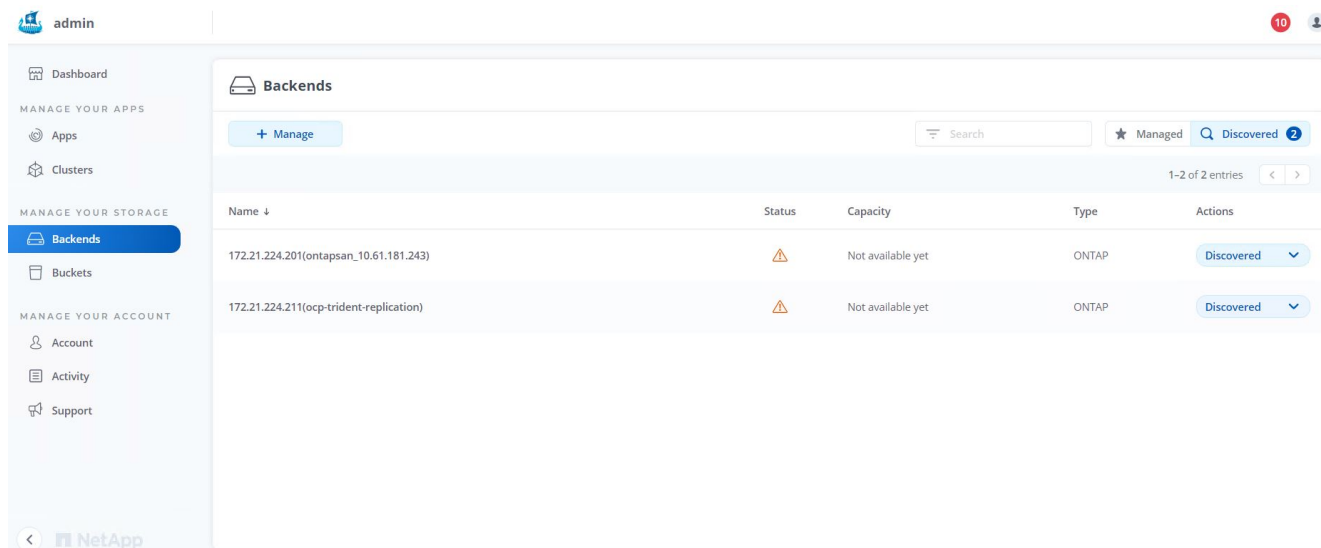 admin
10
Dashboard
MANAGE YOUR APPS
Apps
Clusters
MANAGE YOUR STORAGE
Backends
Buckets
MANAGE YOUR ACCOUNT
Account
Activity
Support
NetApp
Backends
+ Manage
Search
Managed
Discovered 2
1–2 of 2 entries
Name ↓ Status Capacity Type Actions
172.21.224.201(ontapsan_10.61.181.243) Not available yet ONTAP Discovered
172.21.224.211(ocp-trident-replication) Not available yet ONTAP Discovered